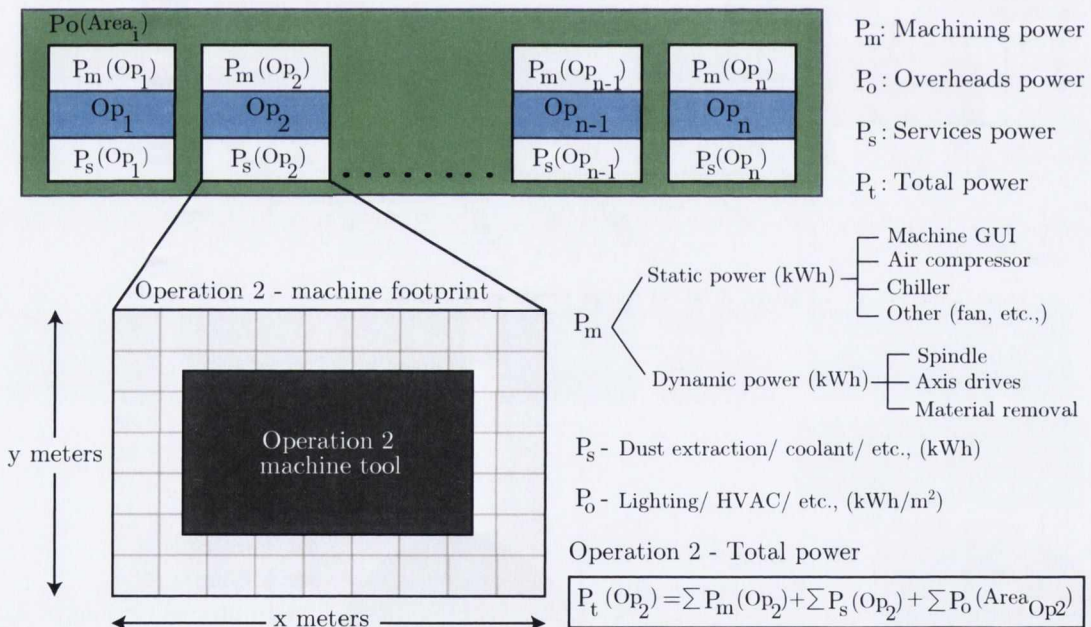 Po(Area_i)
P_m(Op_1) P_m(Op_2) P_m(Op_n-1) P_m(Op_n)
Op_1 Op_2 Op_n-1 Op_n
P_s(Op_1) P_s(Op_2) ........ P_s(Op_n-1) P_s(Op_n)
P_m: Machining power
P_o: Overheads power
P_s: Services power
P_t: Total power
Operation 2 - machine footprint
y meters
Operation 2
machine tool
x meters
P_m
Static power (kWh)
Machine GUI
Air compressor
Chiller
Other (fan, etc.,)
Dynamic power (kWh)
Spindle
Axis drives
Material removal
P_s - Dust extraction/ coolant/ etc., (kWh)
P_o - Lighting/ HVAC/ etc., (kWh/m²)
Operation 2 - Total power
P_t (Op_2) =∑P_m(Op_2)+∑P_s(Op_2)+∑P_o(Area_Op2)